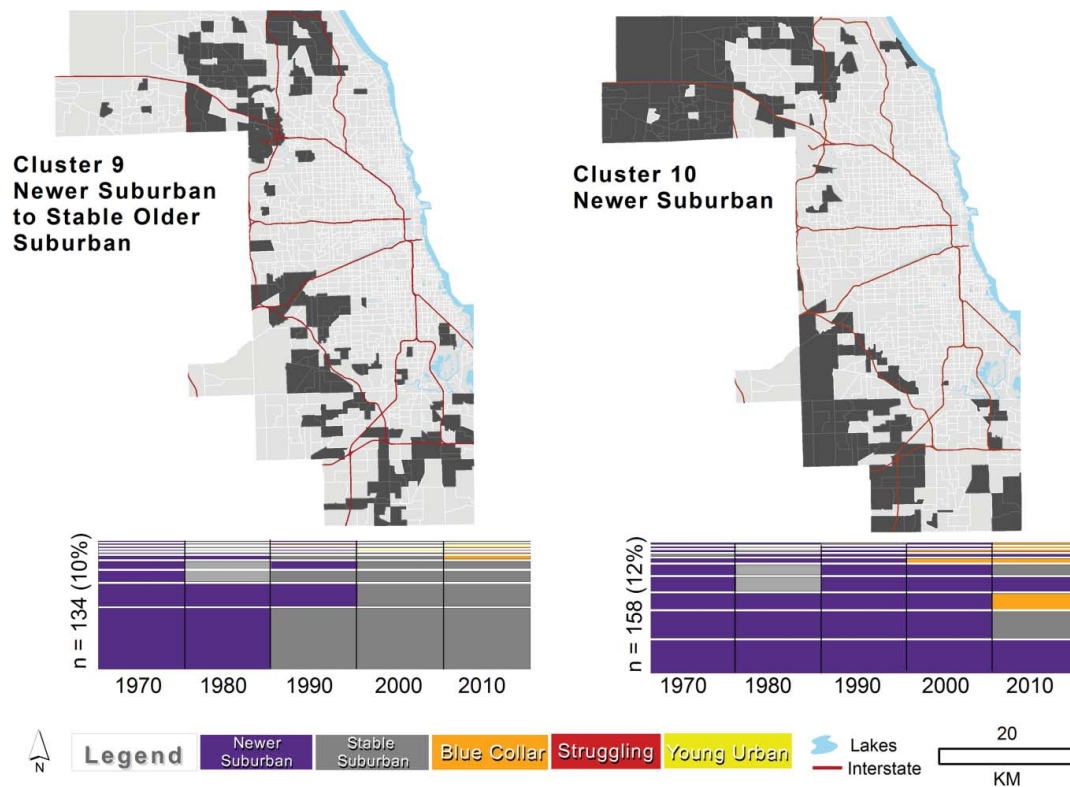 Cluster 9
Newer Suburban
to Stable Older
Suburban
n = 134 (10%)
1970 1980 1990 2000 2010
Cluster 10
Newer Suburban
n = 158 (12%)
1970 1980 1990 2000 2010
N
Legend
Newer
Suburban
Stable
Suburban
Blue Collar
Struggling
Young Urban
Lakes
Interstate
20
KM